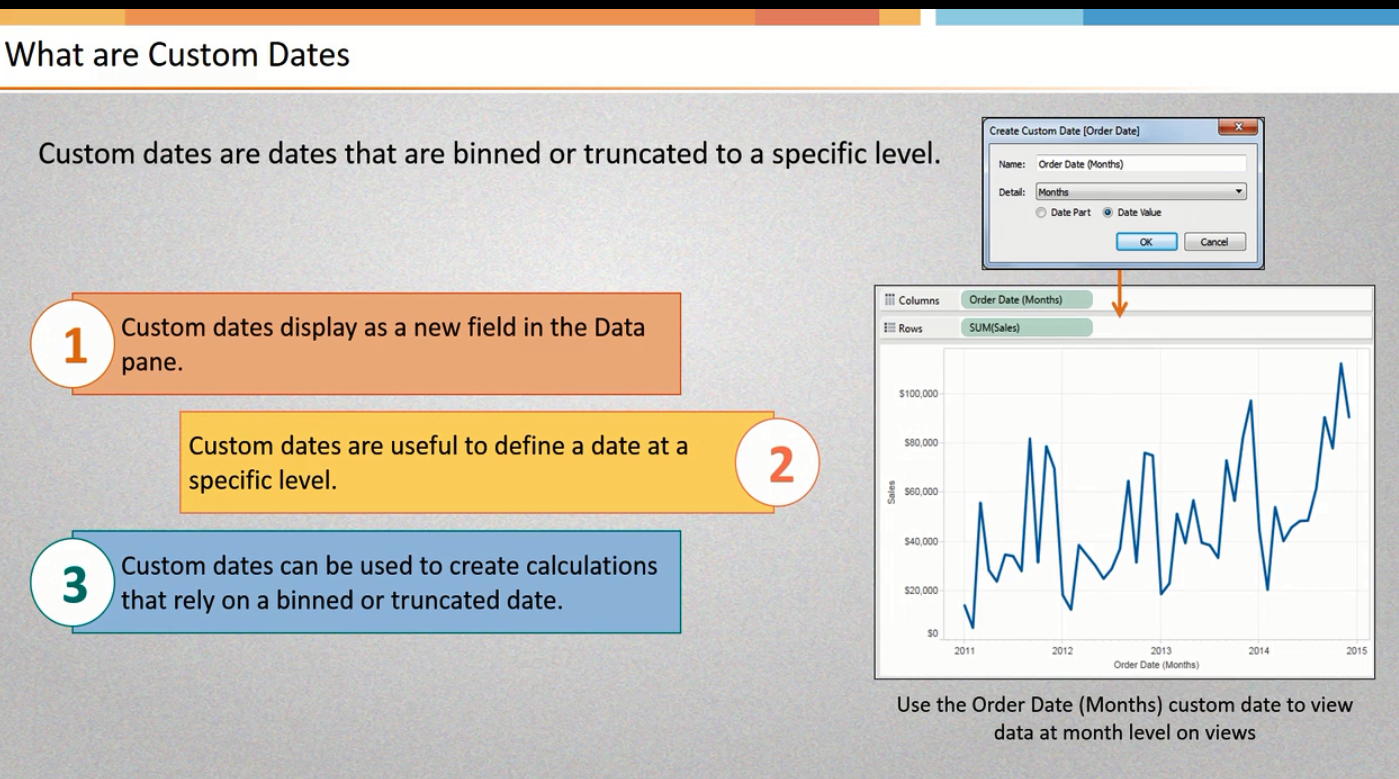 What are Custom Dates
Custom dates are dates that are binned or truncated to a specific level.
1
Custom dates display as a new field in the Data
pane.
Custom dates are useful to define a date at a
specific level.
2
3
Custom dates can be used to create calculations
that rely on a binned or truncated date.
Create Custom Date [Order Date]
X
Name: Order Date (Months)
Detail: Months
Date Part Date Value
OK Cancel
Columns Order Date (Months)
Rows SUM(Sales)
$100,000
$80,000
$60,000
$40,000
$20,000
$0
Sales
2011 2012 2013 2014 2015
Order Date (Months)
Use the Order Date (Months) custom date to view
data at month level on views